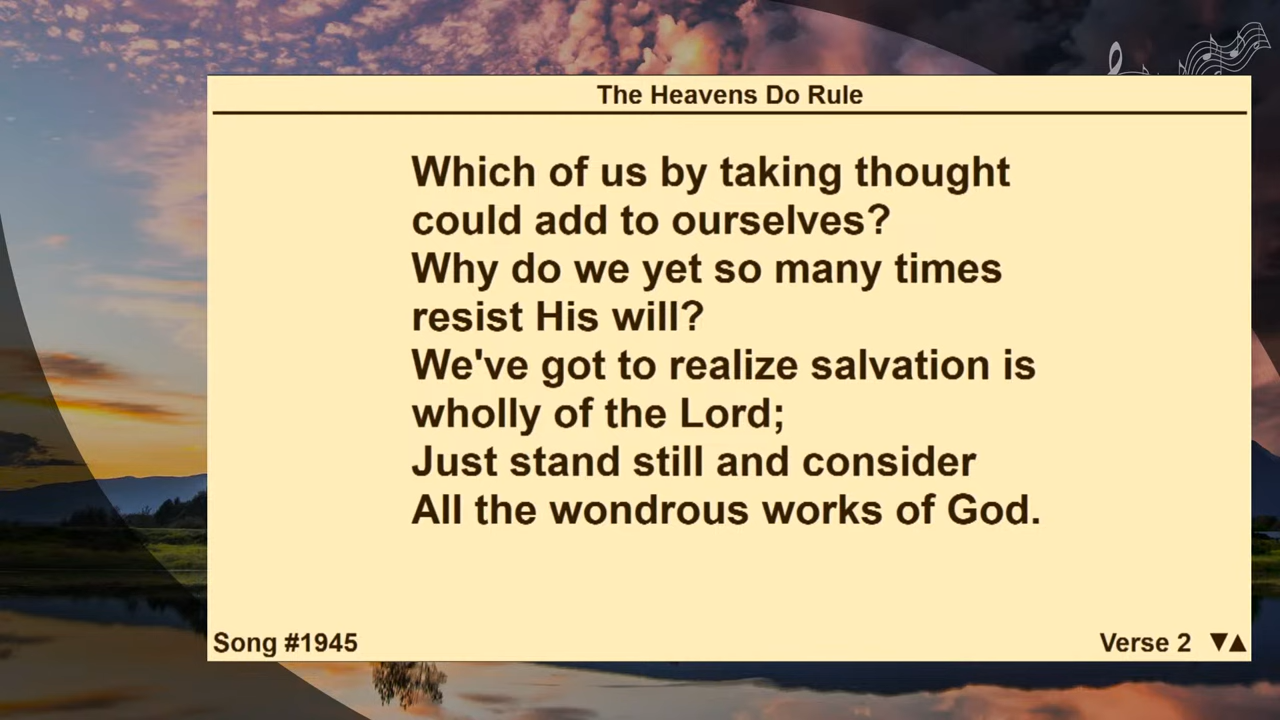 The Heavens Do Rule
Which of us by taking thought
could add to ourselves?
Why do we yet so many times
resist His will?
We've got to realize salvation is
wholly of the Lord;
Just stand still and consider
All the wondrous works of God.
Song #1945
Verse 2 ▼▲